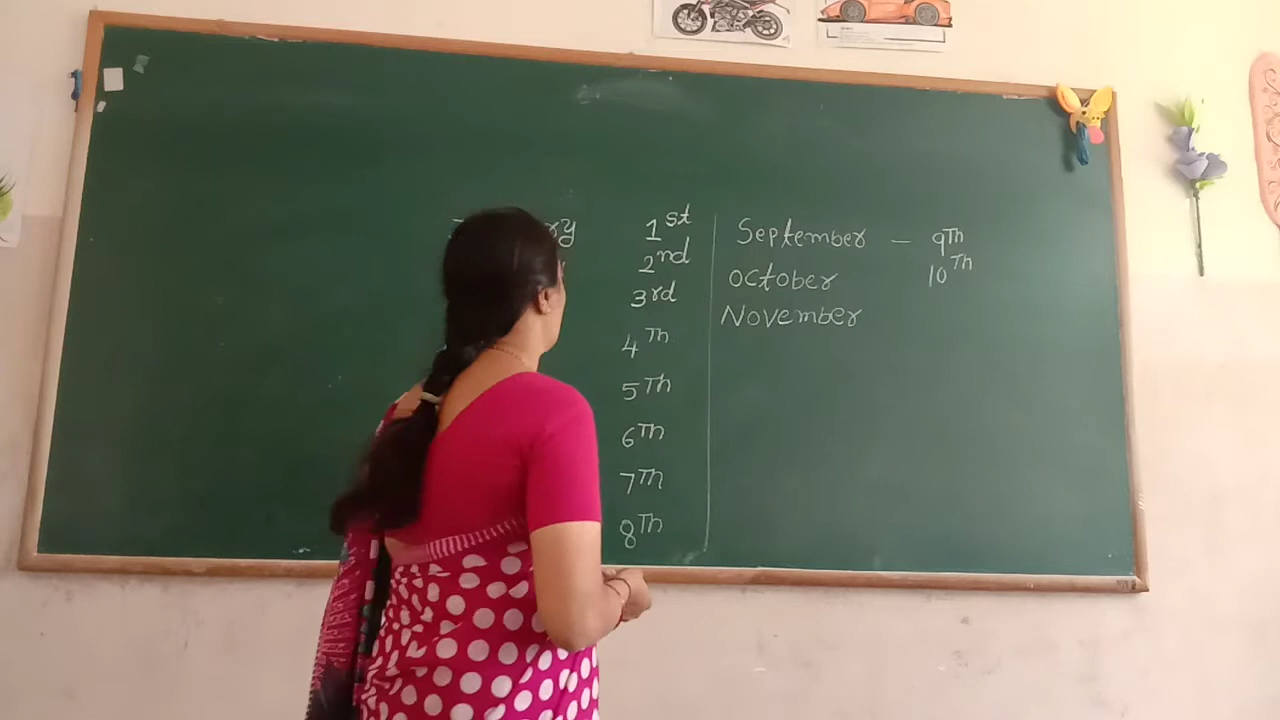 1st
2nd
3rd
4Th
5Th
6Th
7Th
8Th
September – 9Th
October 10Th
November